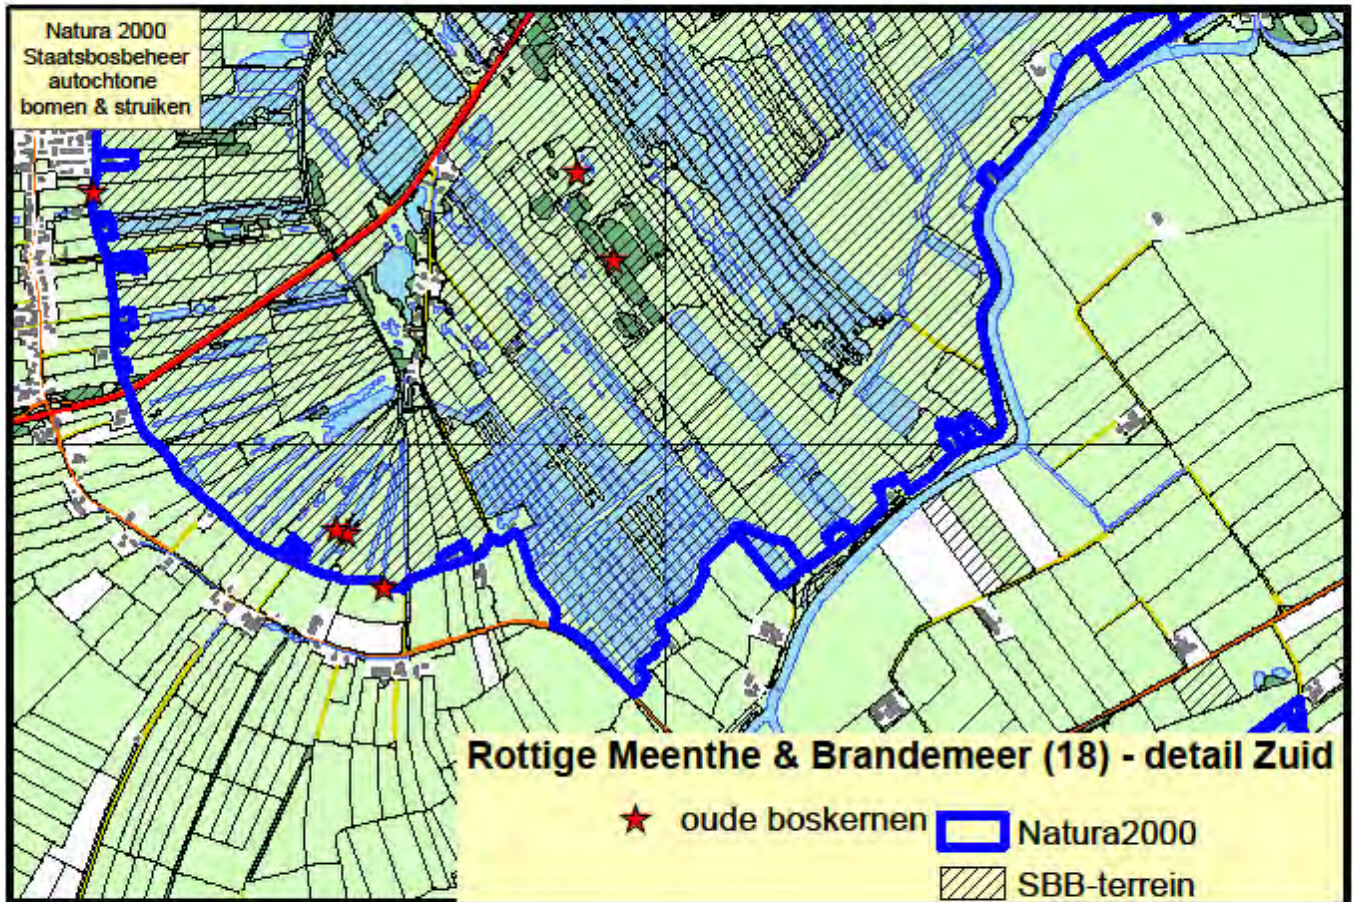 Natura 2000
Staatsbosbeheer
autochtone
bomen & struiken
Rottige Meenthe & Brandemeer (18) - detail Zuid
oude boskernen
Natura2000
SBB-terrein